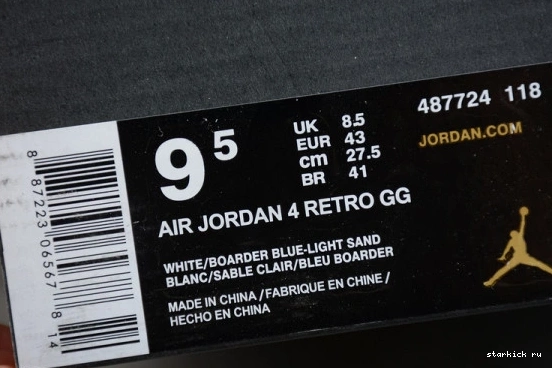 487724 118
JORDAN.COM
9 5
UK 8.5
EUR 43
cm 27.5
BR 41
AIR JORDAN 4 RETRO GG
WHITE/BOARDER BLUE-LIGHT SAND
BLANC/SABLE CLAIR/BLEU BOARDER
MADE IN CHINA / FABRIQUE EN CHINE /
HECHO EN CHINA
8 87223 06567 8 14
starkick ru